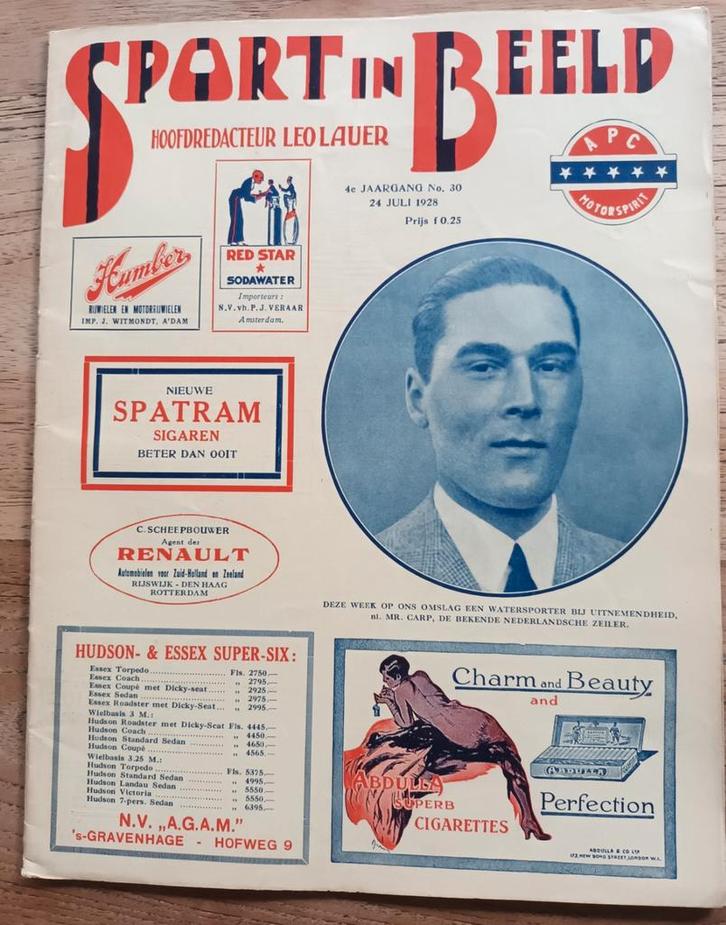 SPORT IN BEELD
HOOFDREDACTEUR LEO LAUER
4e JAARGANG No. 30
24 JULI 1928
Prijs f 0.25
APC
MOTORSPIRIT
Humber
RIJWIELEN EN MOTORRIJWIELEN
IMP. J. WITMONDT, A'DAM
RED STAR
SODAWATER
Importeurs:
N.V. vh. P. J. VERAAR
Amsterdam.
NIEUWE
SPATRAM
SIGAREN
BETER DAN OOIT
C. SCHEEPBOUWER
Agent der
RENAULT
Automobielen voor Zuid-Holland en Zeeland
RIJSWIJK - DEN HAAG
ROTTERDAM
DEZE WEEK OP ONS OMSLAG EEN WATERSPORTER BIJ UITNEMENDHEID,
nl. MR. CARP, DE BEKENDE NEDERLANDSCHE ZEILER.
HUDSON- & ESSEX SUPER-SIX:
Essex Torpedo Fls. 2750,—
Essex Coach „ 2795,—
Essex Coupé met Dicky-seat „ 2925,—
Essex Sedan „ 2975,—
Essex Roadster met Dicky-Seat „ 2995,—
Wielbasis 3 M.:
Hudson Roadster met Dicky-Seat Fls. 4445,—
Hudson Coach „ 4450,—
Hudson Standard Sedan „ 4650,—
Hudson Coupé „ 4565,—
Wielbasis 3.25 M.:
Hudson Torpedo Fls. 5375,—
Hudson Standard Sedan „ 4995,—
Hudson Landau Sedan „ 5550,—
Hudson Victoria „ 5550,—
Hudson 7-pers. Sedan „ 6395,—
N.V. „A.G.A.M."
's-GRAVENHAGE - HOFWEG 9
Charm and Beauty
and
ABDULLA
Perfection
ABDULLA
SUPERB
CIGARETTES
ABDULLA & CO LTD
173, NEW BOND STREET, LONDON W.1.